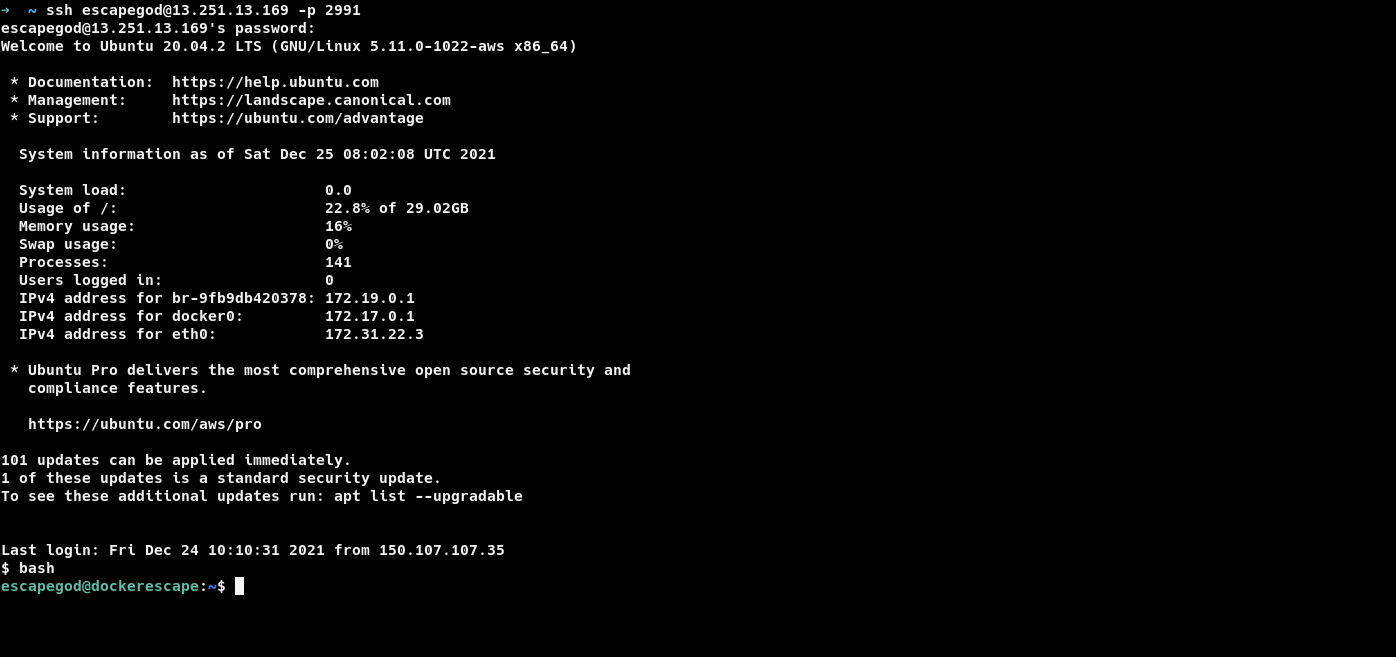 ➜  ~ ssh escapegod@13.251.13.169 -p 2991
escapegod@13.251.13.169's password:
Welcome to Ubuntu 20.04.2 LTS (GNU/Linux 5.11.0-1022-aws x86_64)
 * Documentation:  https://help.ubuntu.com
 * Management:     https://landscape.canonical.com
 * Support:        https://ubuntu.com/advantage
  System information as of Sat Dec 25 08:02:08 UTC 2021
  System load:                      0.0
  Usage of /:                       22.8% of 29.02GB
  Memory usage:                     16%
  Swap usage:                       0%
  Processes:                        141
  Users logged in:                  0
  IPv4 address for br-9fb9db420378: 172.19.0.1
  IPv4 address for docker0:         172.17.0.1
  IPv4 address for eth0:            172.31.22.3
 * Ubuntu Pro delivers the most comprehensive open source security and
   compliance features.
   https://ubuntu.com/aws/pro
101 updates can be applied immediately.
1 of these updates is a standard security update.
To see these additional updates run: apt list --upgradable
Last login: Fri Dec 24 10:10:31 2021 from 150.107.107.35
$ bash
escapegod@dockerescape:~$